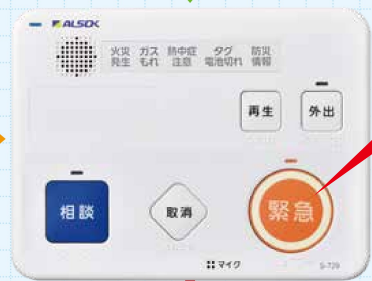 ALSOK
火災 ガス 熱中症 タグ 防災
発生 もれ 注意 電池切れ 情報
再生
外出
相談
取消
緊急
マイク
S-729